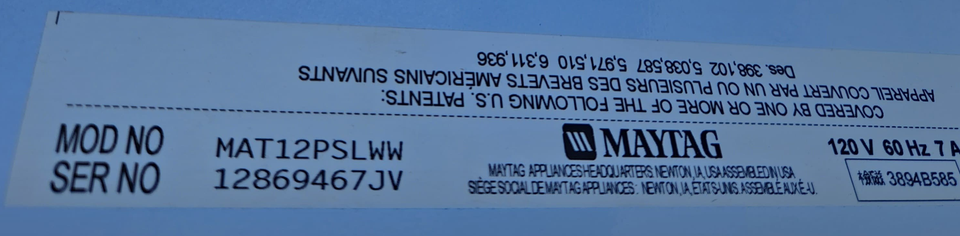 COVERED BY ONE OR MORE OF THE FOLLOWING U.S. PATENTS:
APPAREIL COUVERT PAR UN OU PLUSIEURS DES BREVETS AMÉRICAINS SUIVANTS
Des. 398,102 5,038,587 5,971,510 6,311,936
MOD NO MAT12PSLWW
SER NO 12869467JV
MAYTAG
MAYTAG APPLIANCES HEADQUARTERS: NEWTON, IA, USA ASSEMBLED IN USA
SIÈGE SOCIAL DE MAYTAG APPLIANCES: NEWTON, IA, ÉTATS-UNIS. ASSEMBLÉ AUX É.-U.
120 V 60 Hz 7 A
3894B585